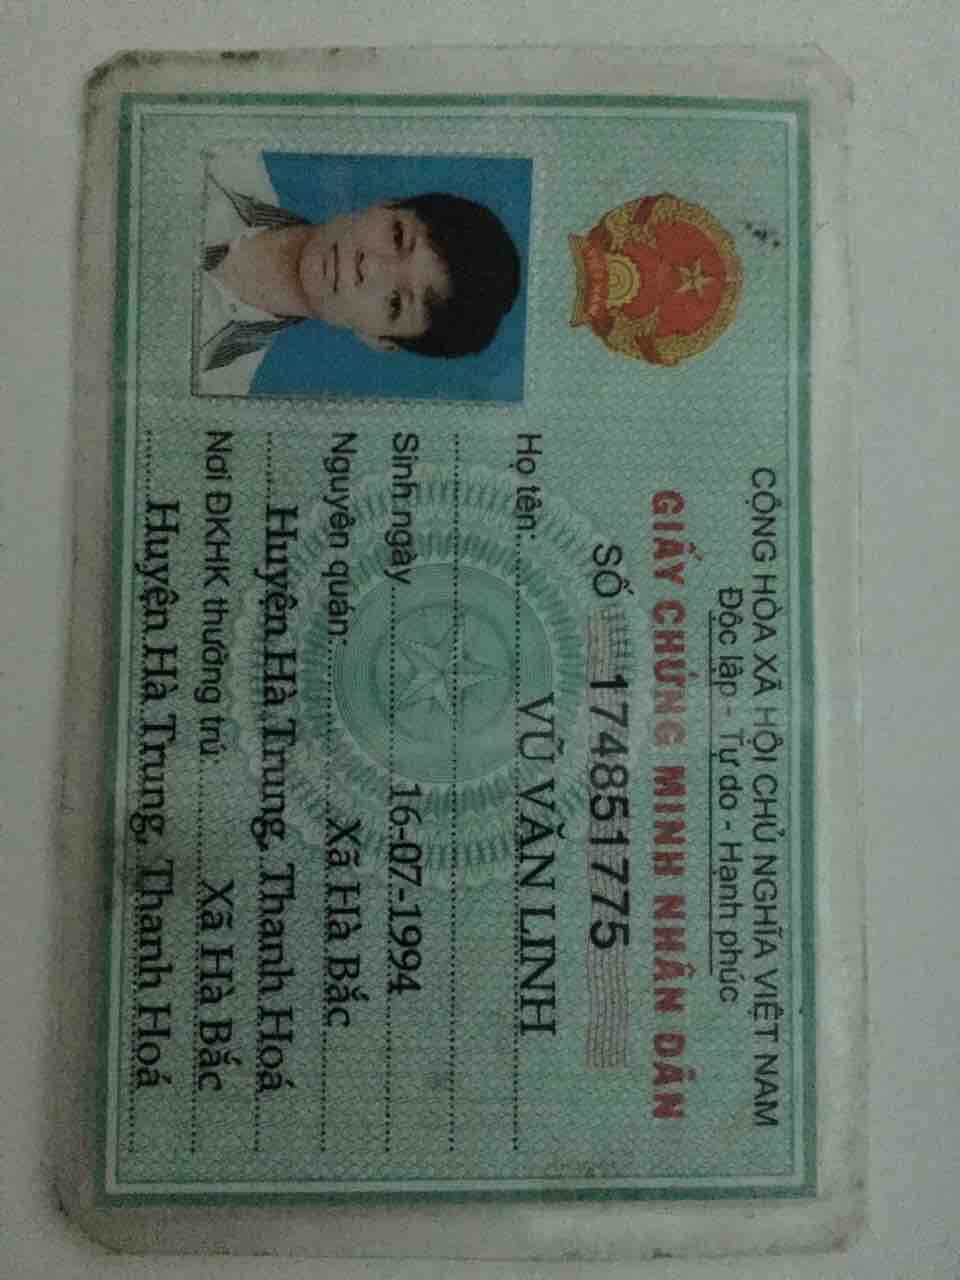 CỘNG HÒA XÃ HỘI CHỦ NGHĨA VIỆT NAM
Độc lập - Tự do - Hạnh phúc
GIẤY CHỨNG MINH NHÂN DÂN
SỐ 174851775
Họ tên: VŨ VĂN LINH
Sinh ngày 16-07-1994
Nguyên quán: Xã Hà Bắc
Huyện Hà Trung, Thanh Hoá
Nơi ĐKHK thường trú: Xã Hà Bắc
Huyện Hà Trung, Thanh Hoá